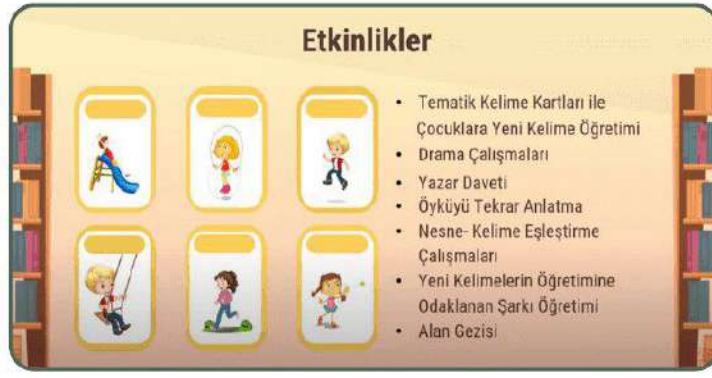 Etkinlikler
• Tematik Kelime Kartları ile
Çocuklara Yeni Kelime Öğretimi
• Drama Çalışmaları
• Yazar Daveti
• Öyküyü Tekrar Anlatma
• Nesne- Kelime Eşleştirme
Çalışmaları
• Yeni Kelimelerin Öğretimine
Odaklanan Şarkı Öğretimi
• Alan Gezisi